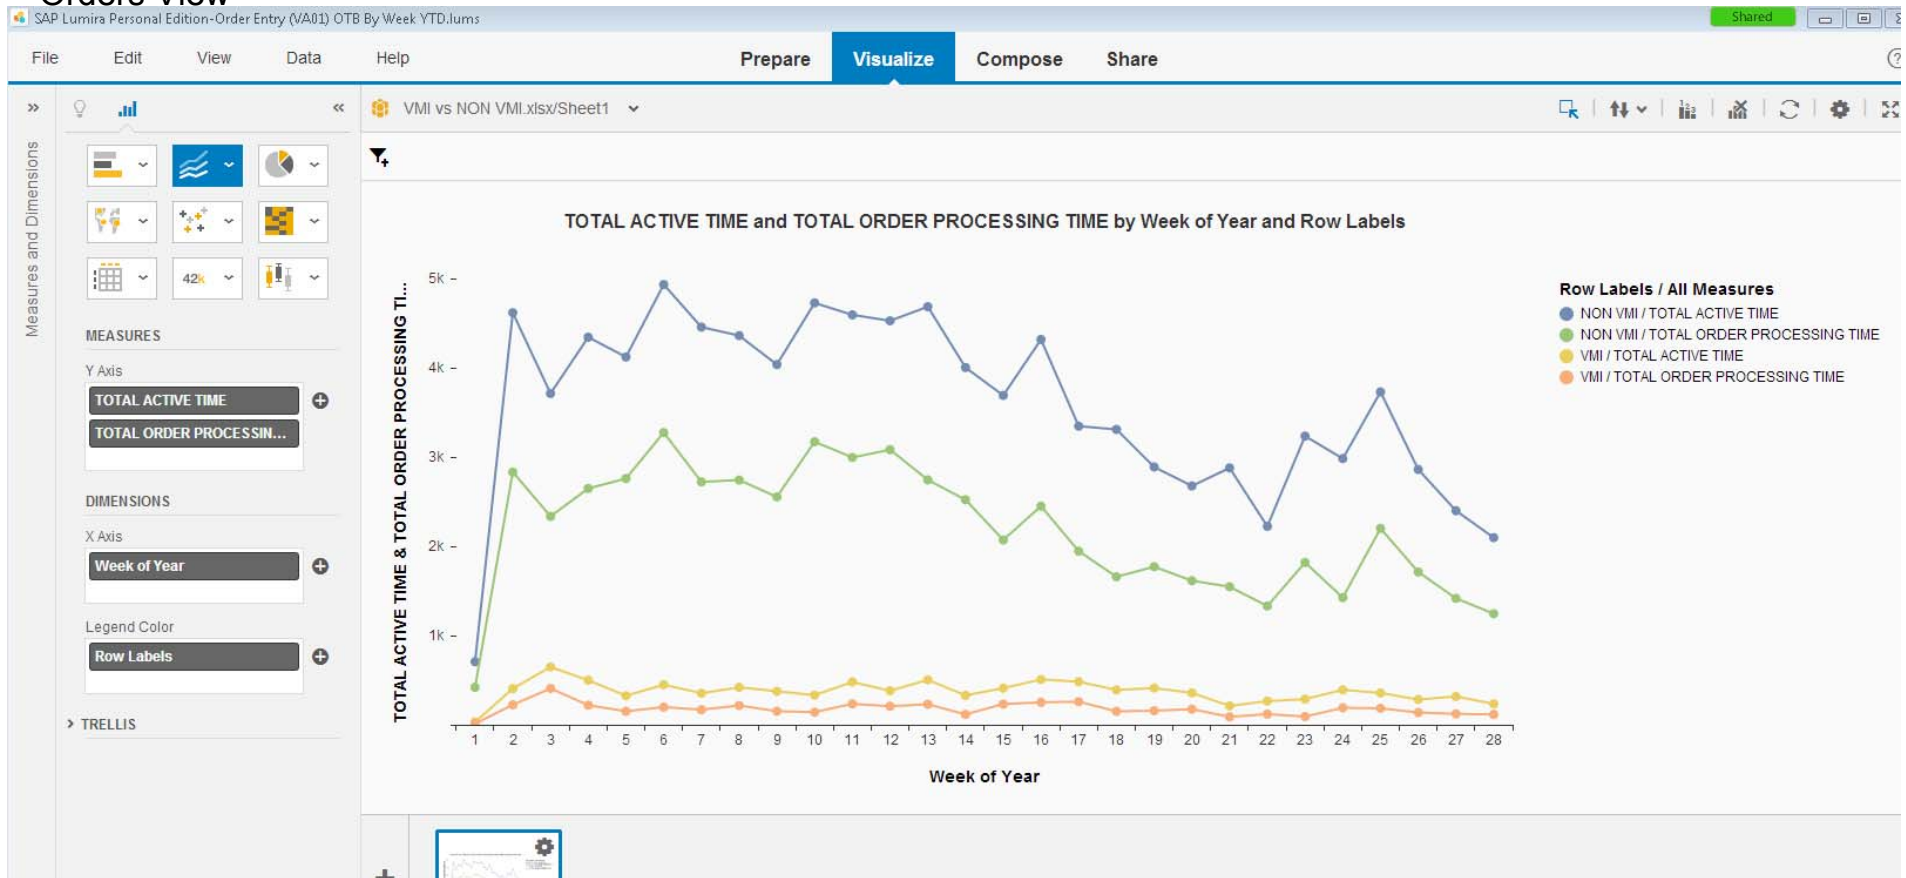 Orders View
SAP Lumira Personal Edition-Order Entry (VA01) OTB By Week YTD.lums
Shared
File Edit View Data Help Prepare Visualize Compose Share
VMI vs NON VMI.xlsx/Sheet1
Measures and Dimensions
42k
MEASURES
Y Axis
TOTAL ACTIVE TIME
TOTAL ORDER PROCESSIN...
DIMENSIONS
X Axis
Week of Year
Legend Color
Row Labels
TRELLIS
TOTAL ACTIVE TIME and TOTAL ORDER PROCESSING TIME by Week of Year and Row Labels
TOTAL ACTIVE TIME & TOTAL ORDER PROCESSING TI...
5k
4k
3k
2k
1k
1 2 3 4 5 6 7 8 9 10 11 12 13 14 15 16 17 18 19 20 21 22 23 24 25 26 27 28
Week of Year
Row Labels / All Measures
NON VMI / TOTAL ACTIVE TIME
NON VMI / TOTAL ORDER PROCESSING TIME
VMI / TOTAL ACTIVE TIME
VMI / TOTAL ORDER PROCESSING TIME